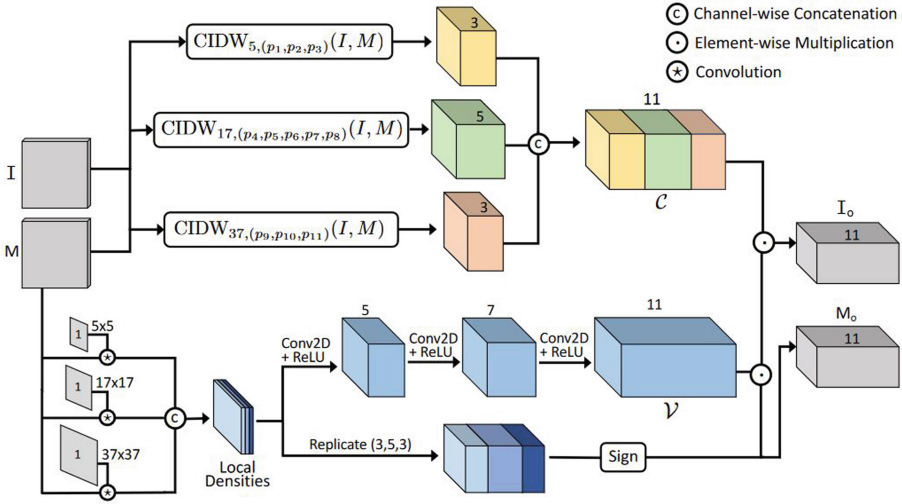 CIDW5,(p1,p2,p3)(I, M)
3
C Channel-wise Concatenation
Element-wise Multiplication
Convolution
CIDW17,(p4,p5,p6,p7,p8)(I, M)
5
C
11
C
I
M
CIDW37,(p9,p10,p11)(I, M)
3
Io
11
Mo
11
1
5x5
1
17x17
1
37x37
C
Local
Densities
Conv2D
+ ReLU
5
Conv2D
+ ReLU
7
Conv2D
+ ReLU
11
V
Replicate (3,5,3)
Sign